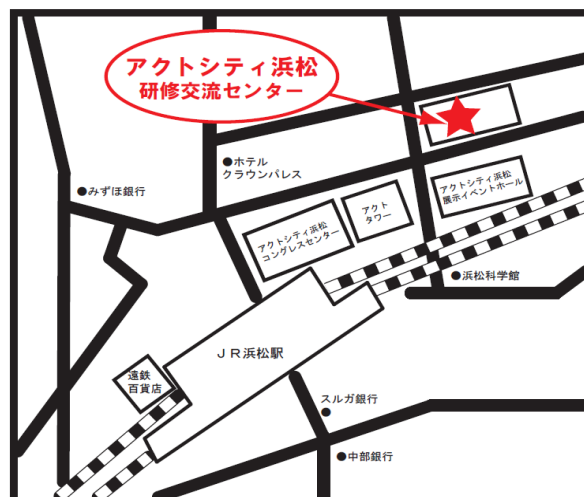 アクトシティ浜松
研修交流センター
●ホテル
クラウンパレス
●みずほ銀行
アクトシティ浜松
展示イベントホール
アクト
タワー
アクトシティ浜松
コングレスセンター
●浜松科学館
JR浜松駅
遠鉄
百貨店
スルガ銀行
●
●中部銀行